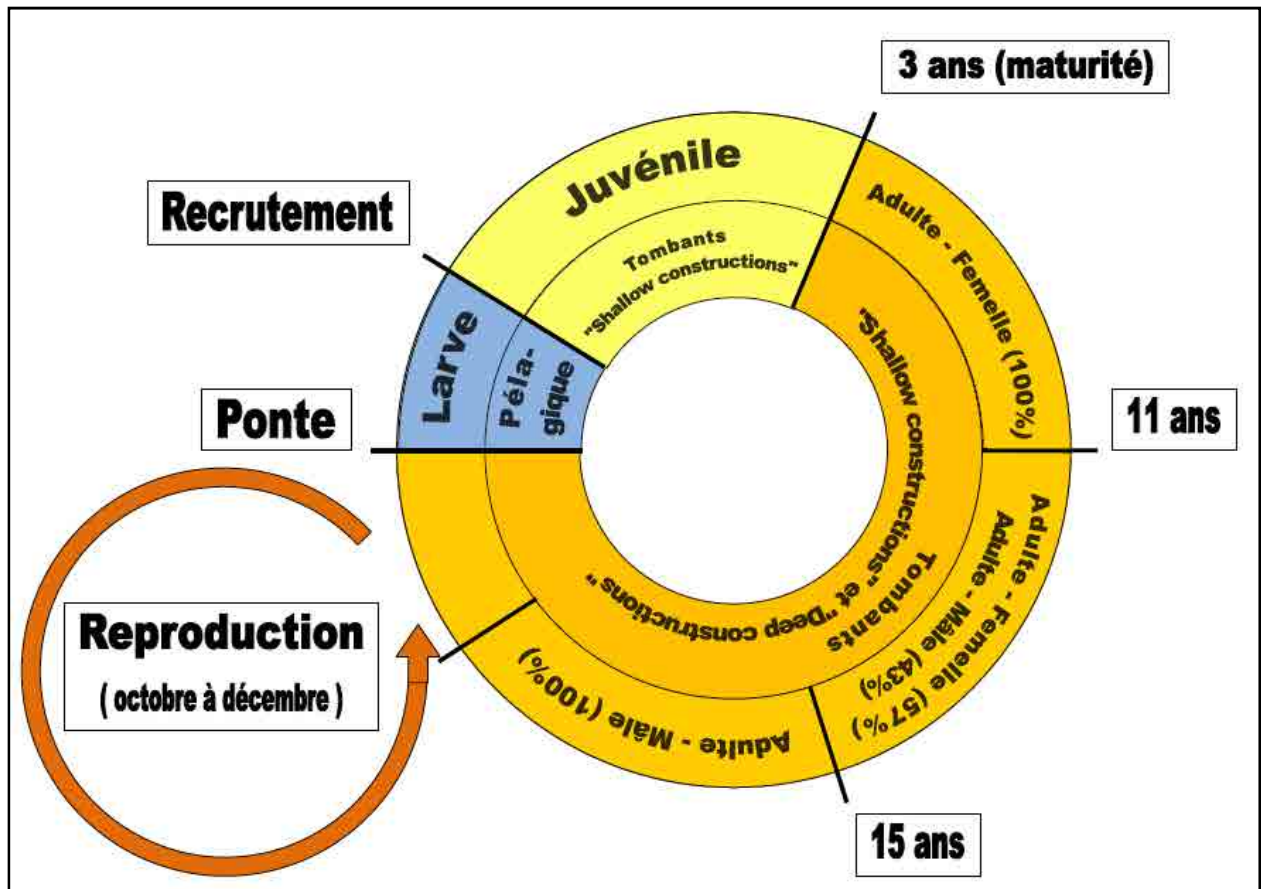 3 ans (maturité)
Juvénile
Tombants
"Shallow constructions"
Recrutement
Larve
Péla-
gique
Ponte
Adulte - Femelle (100%)
11 ans
"Shallow constructions" et "Deep constructions"
Tombants
Adulte - Femelle (57%)
Adulte - Mâle (43%)
15 ans
Adulte - Mâle (100%)
Reproduction
( octobre à décembre )